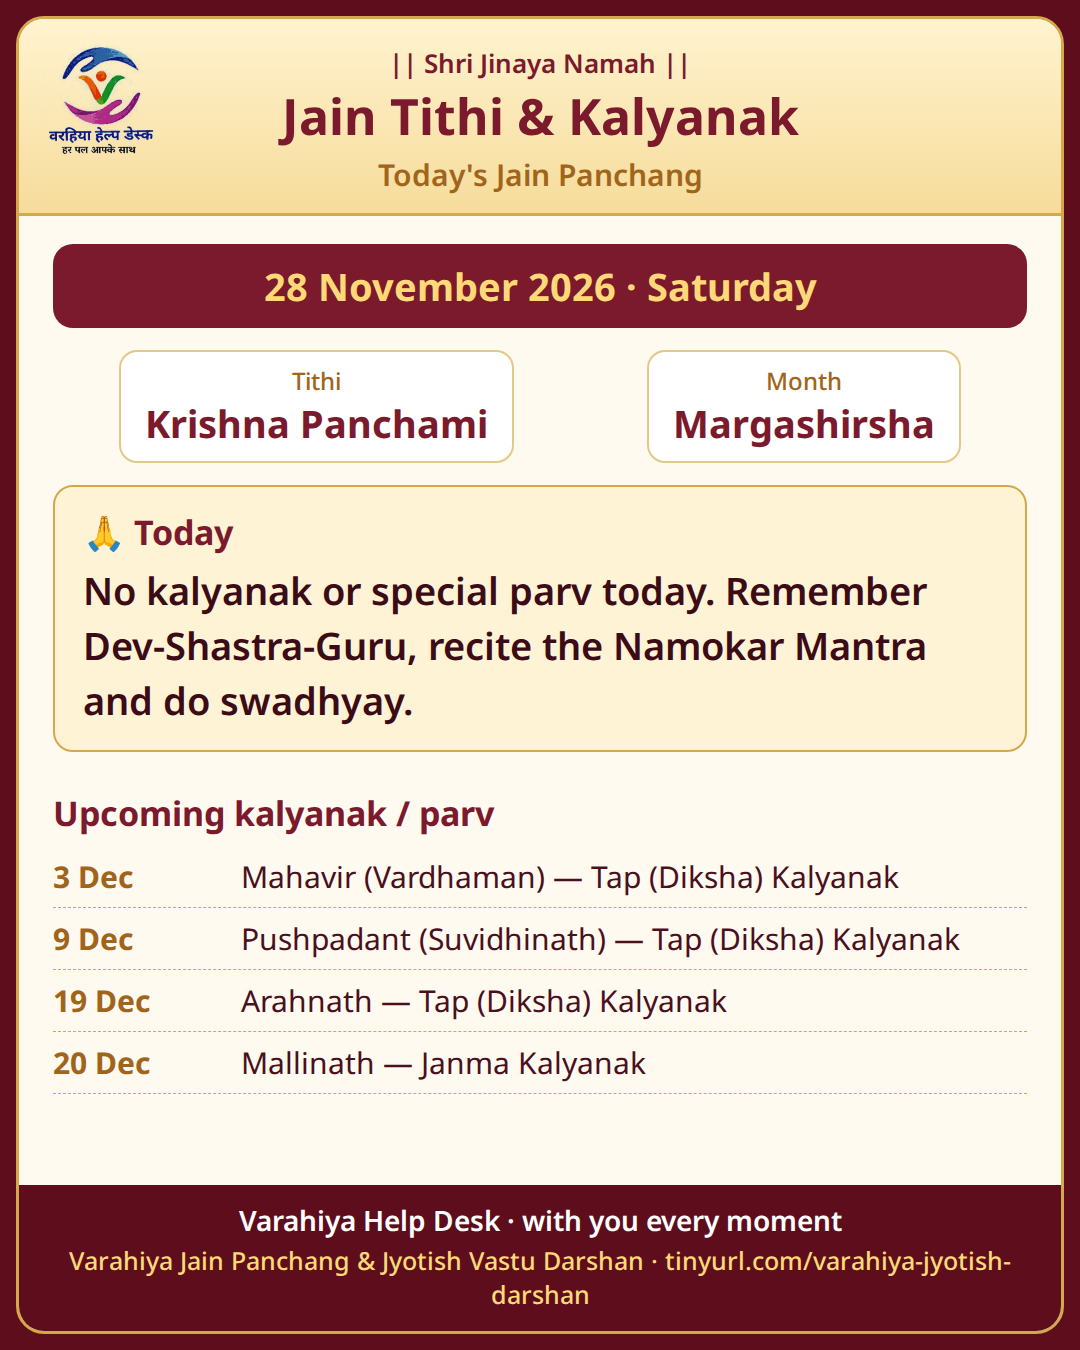 || Shri Jinaya Namah ||
Jain Tithi & Kalyanak
Today's Jain Panchang
वरहिया हेल्प डेस्क
हर पल आपके साथ
28 November 2026 · Saturday
Tithi
Krishna Panchami
Month
Margashirsha
🙏 Today
No kalyanak or special parv today. Remember
Dev-Shastra-Guru, recite the Namokar Mantra
and do swadhyay.
Upcoming kalyanak / parv
3 Dec Mahavir (Vardhaman) — Tap (Diksha) Kalyanak
9 Dec Pushpadant (Suvidhinath) — Tap (Diksha) Kalyanak
19 Dec Arahnath — Tap (Diksha) Kalyanak
20 Dec Mallinath — Janma Kalyanak
Varahiya Help Desk · with you every moment
Varahiya Jain Panchang & Jyotish Vastu Darshan · tinyurl.com/varahiya-jyotish-
darshan